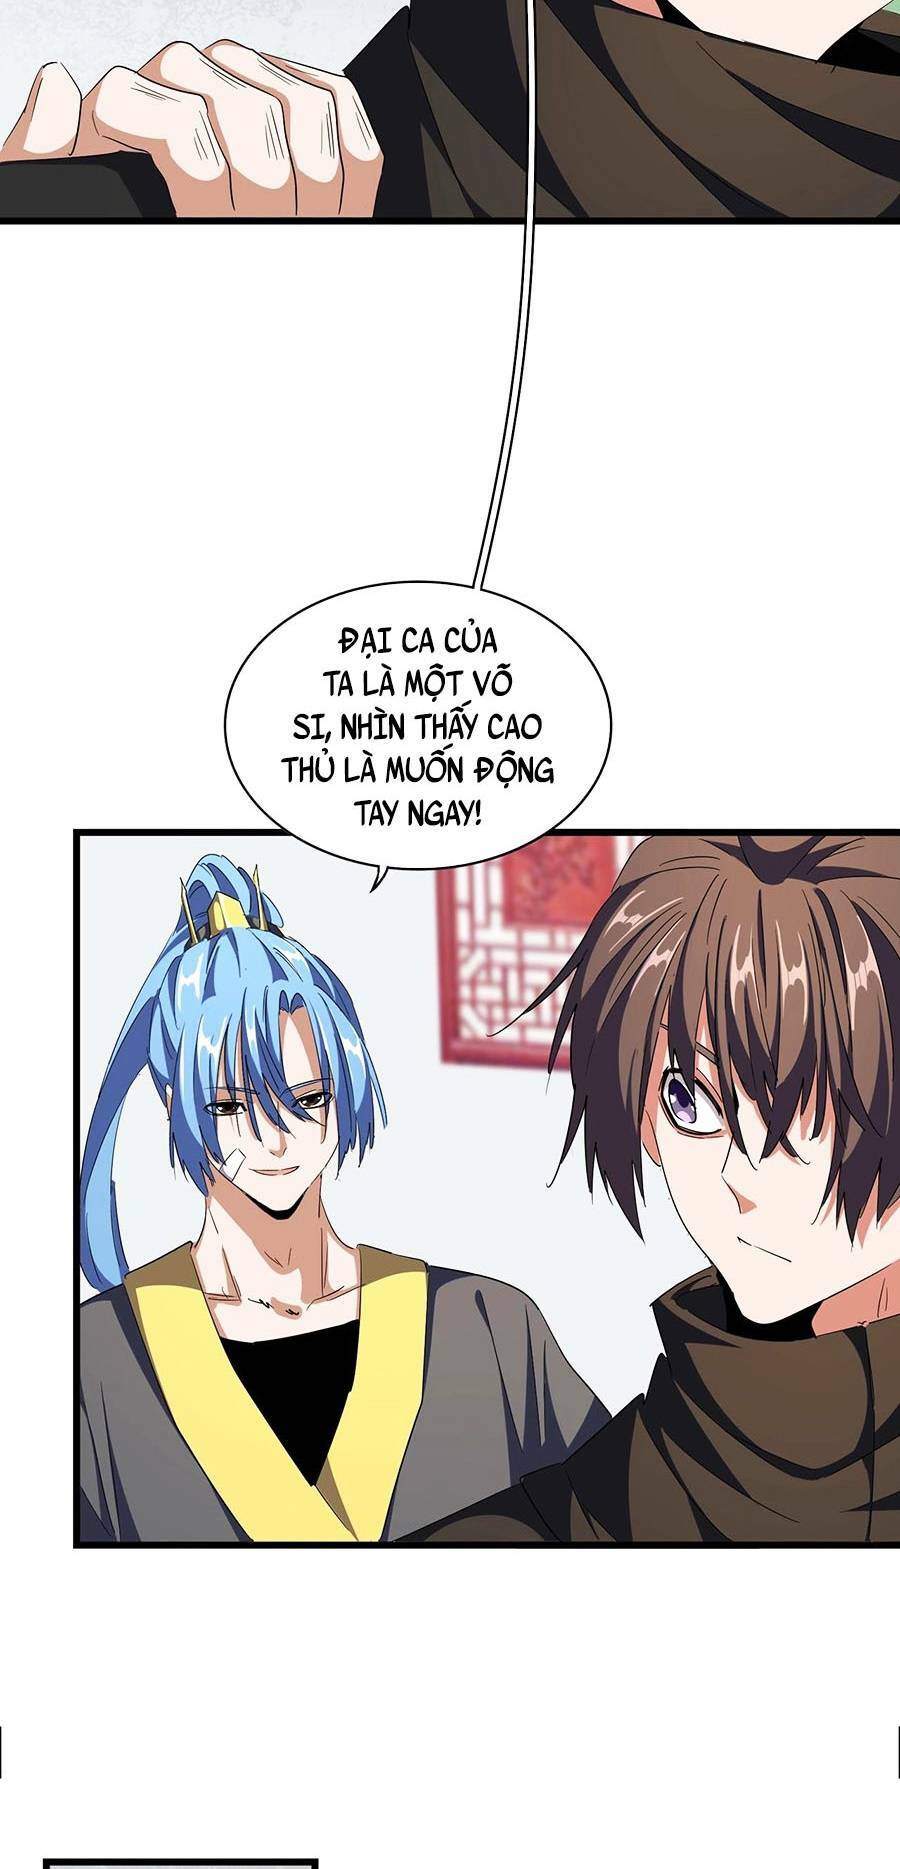 ĐẠI CA CỦA
TA LÀ MỘT VÕ
SI, NHÌN THẤY CAO
THỦ LÀ MUỐN ĐỘNG
TAY NGAY!